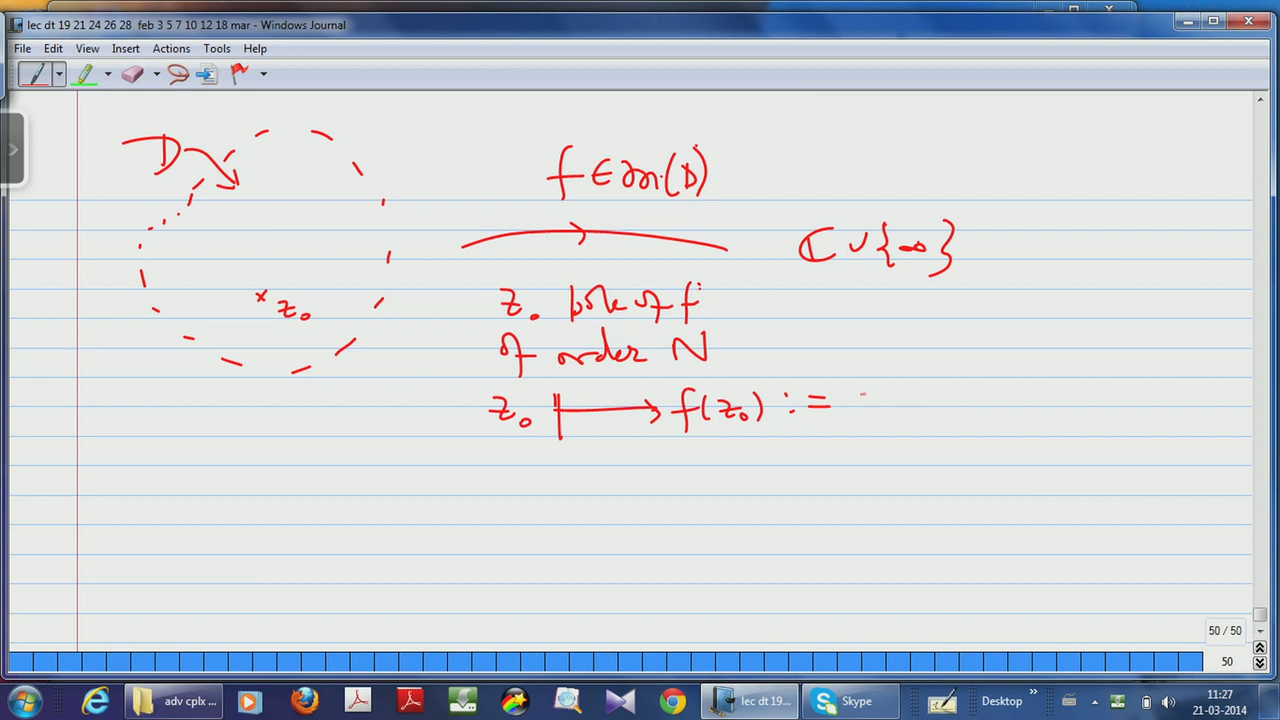 lec dt 19 21 24 26 28 feb 3 5 7 10 12 18 mar - Windows Journal
File Edit View Insert Actions Tools Help
D
f ∈ m(D)
ℂ ∪ {∞}
z₀
z₀ pole of f
of order N
z₀ ↦ f(z₀) :=
50 / 50
50
adv cplx ...
lec dt 19...
Skype
Desktop
11:27
21-03-2014